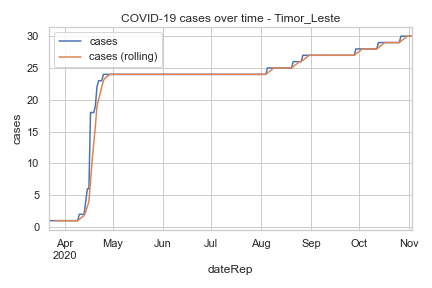 COVID-19 cases over time - Timor_Leste
cases
cases (rolling)
30
25
20
15
10
5
0
cases
Apr May Jun Jul Aug Sep Oct Nov
2020
dateRep